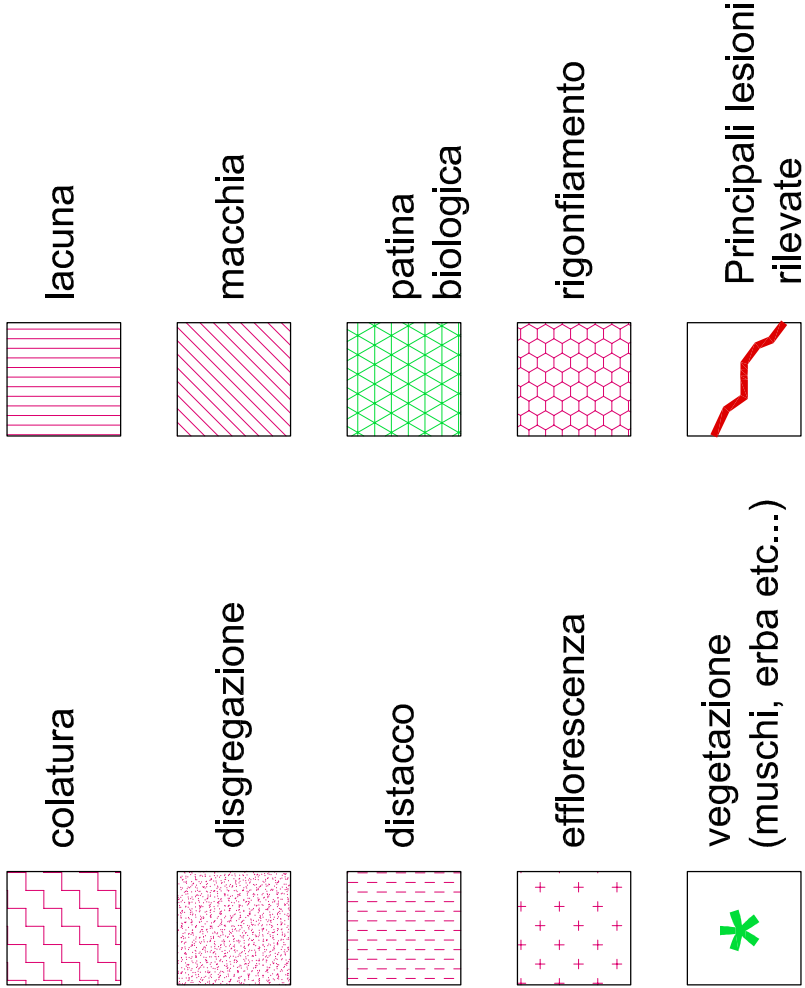 colatura
disgregazione
distacco
efflorescenza
vegetazione
(muschi, erba etc...)
lacuna
macchia
patina
biologica
rigonfiamento
Principali lesioni
rilevate